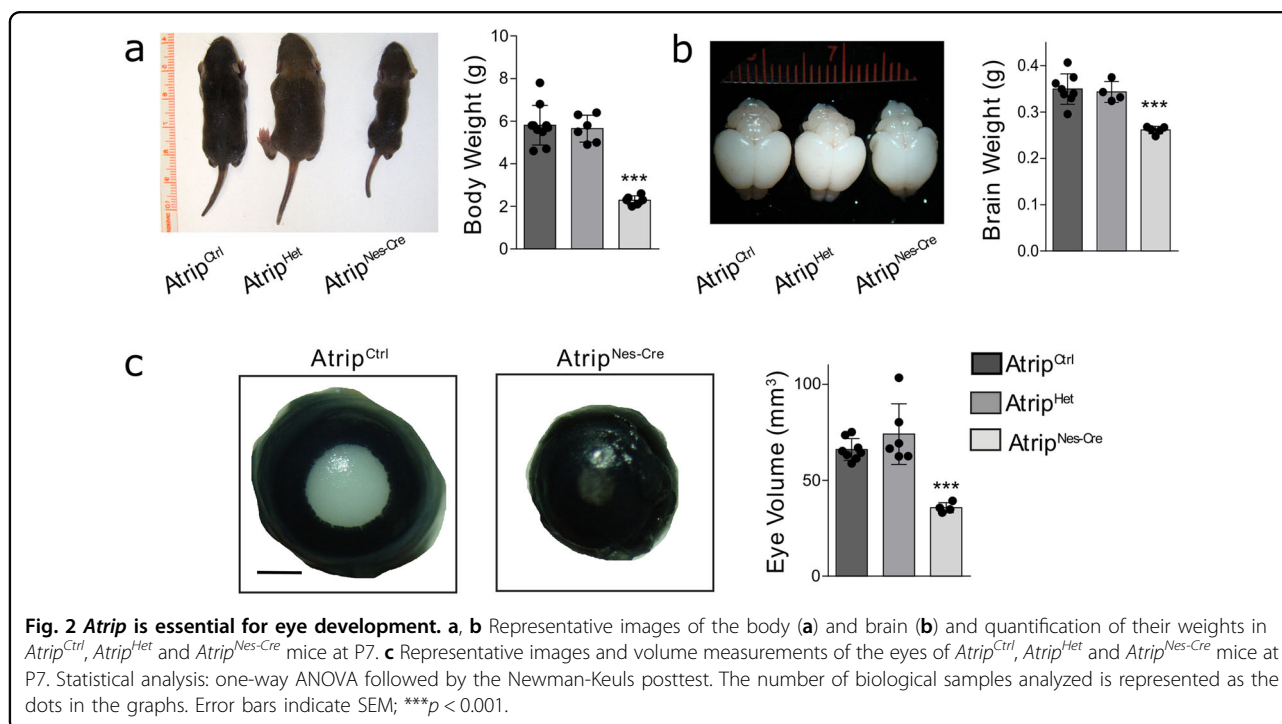 a
Body Weight (g)
10
8
6
4
2
0
***
Atrip^Ctrl
Atrip^Het
Atrip^Nes-Cre
b
7
Brain Weight (g)
0.4
0.3
0.2
0.1
0.0
***
Atrip^Ctrl
Atrip^Het
Atrip^Nes-Cre
c
Atrip^Ctrl
Atrip^Nes-Cre
Eye Volume (mm³)
100
50
0
***
Atrip^Ctrl
Atrip^Het
Atrip^Nes-Cre
Fig. 2 Atrip is essential for eye development. a, b Representative images of the body (a) and brain (b) and quantification of their weights in
Atrip^Ctrl, Atrip^Het and Atrip^Nes-Cre mice at P7. c Representative images and volume measurements of the eyes of Atrip^Ctrl, Atrip^Het and Atrip^Nes-Cre mice at
P7. Statistical analysis: one-way ANOVA followed by the Newman-Keuls posttest. The number of biological samples analyzed is represented as the
dots in the graphs. Error bars indicate SEM; ***p < 0.001.